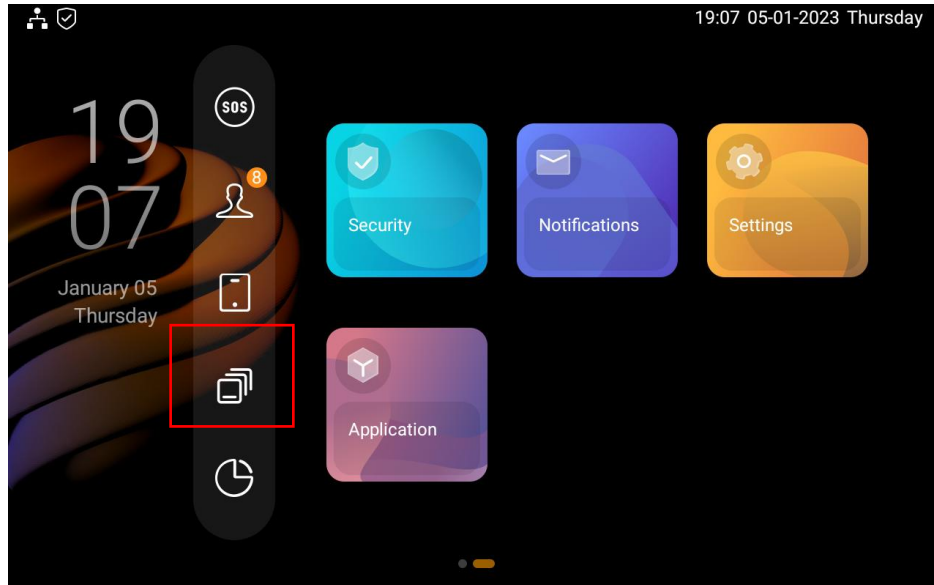 19:07 05-01-2023 Thursday
19
07
January 05
Thursday
SOS
8
Security
Notifications
Settings
Application